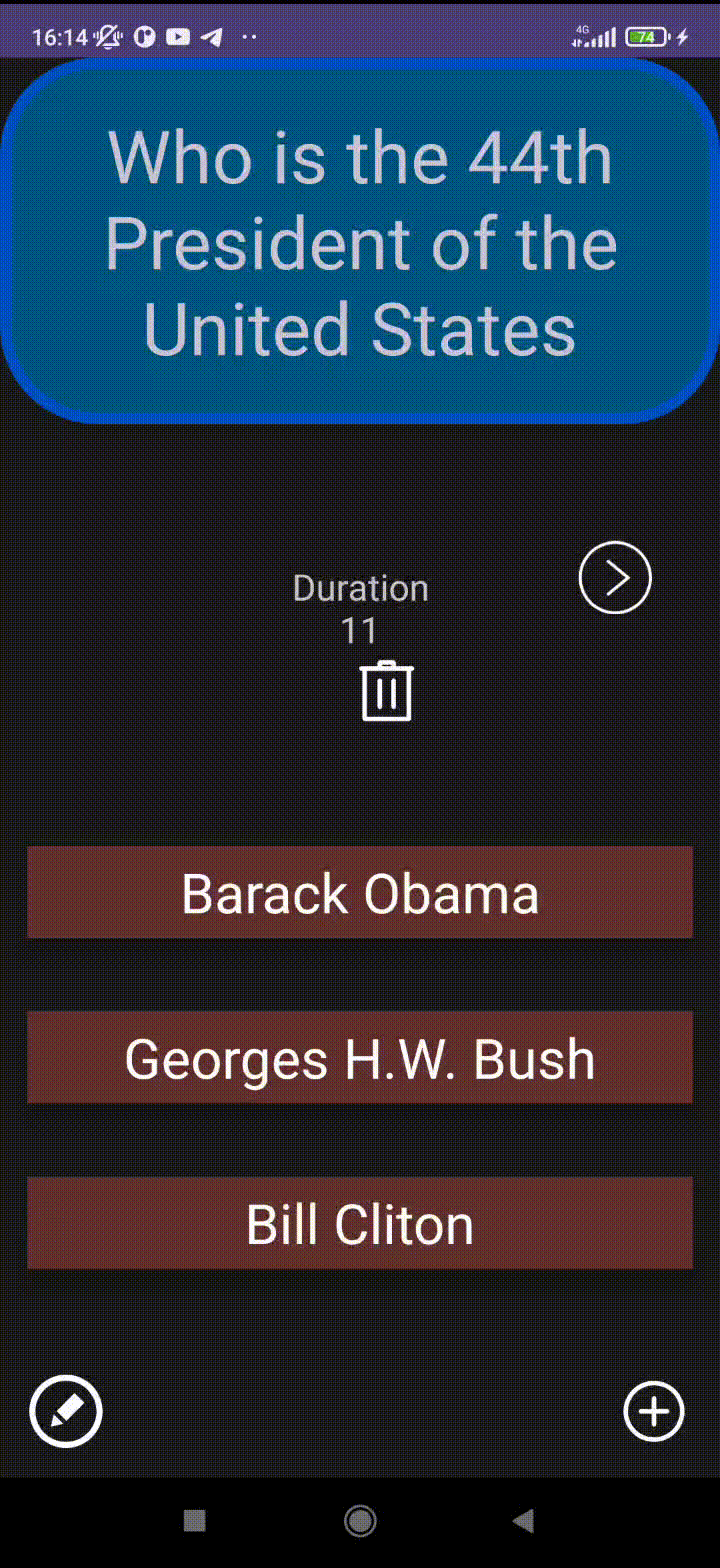 16:14
4G
74
Who is the 44th
President of the
United States
Duration
11
Barack Obama
Georges H.W. Bush
Bill Cliton